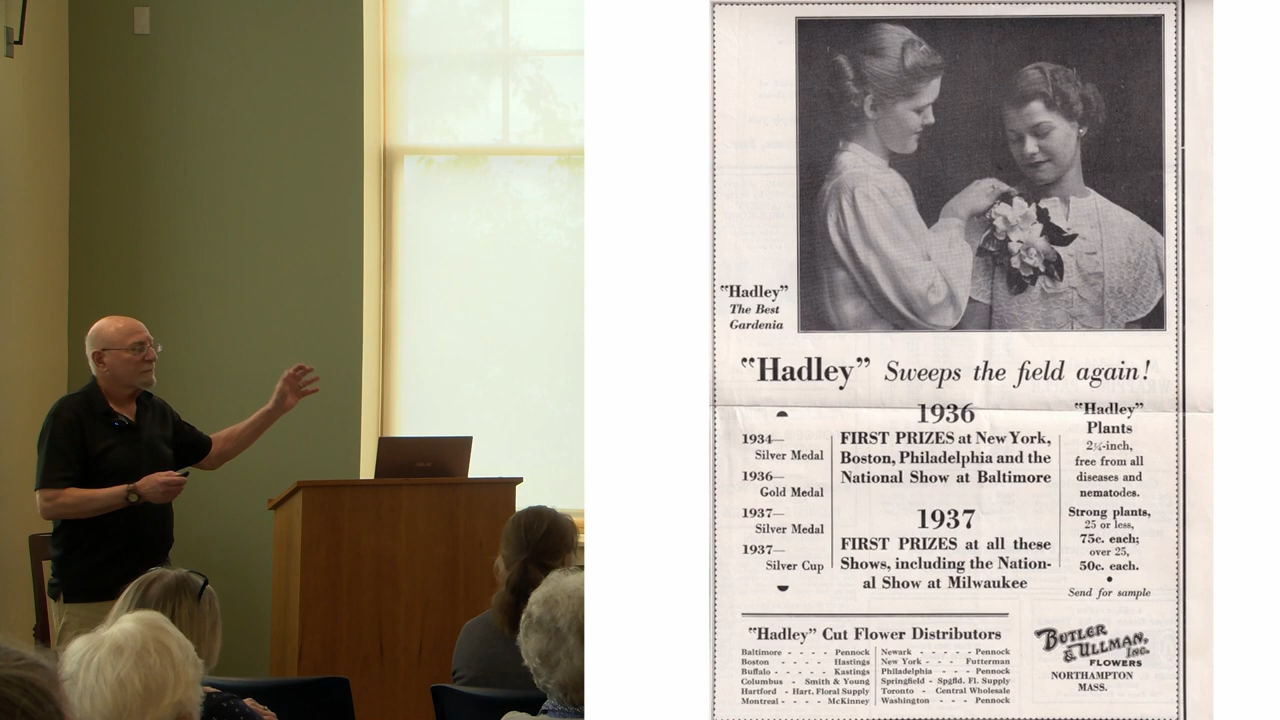 "Hadley"
The Best
Gardenia
"Hadley" Sweeps the field again!
1934—
Silver Medal
1936—
Gold Medal
1937—
Silver Medal
1937—
Silver Cup
1936
FIRST PRIZES at New York,
Boston, Philadelphia and the
National Show at Baltimore
1937
FIRST PRIZES at all these
Shows, including the Nation-
al Show at Milwaukee
"Hadley"
Plants
2¼-inch,
free from all
diseases and
nematodes.
Strong plants,
25 or less,
75c. each;
over 25,
50c. each.
Send for sample
"Hadley" Cut Flower Distributors
Baltimore - - - - Pennock
Boston - - - - Hastings
Buffalo - - - - - Kastings
Columbus - Smith & Young
Hartford - Hart. Floral Supply
Montreal - - - - McKinney
Newark - - - - - Pennock
New York - - - Futterman
Philadelphia - - - Pennock
Springfield - Spgfld. Fl. Supply
Toronto - Central Wholesale
Washington - - - Pennock
BUTLER
& ULLMAN,
INC.
FLOWERS
NORTHAMPTON
MASS.